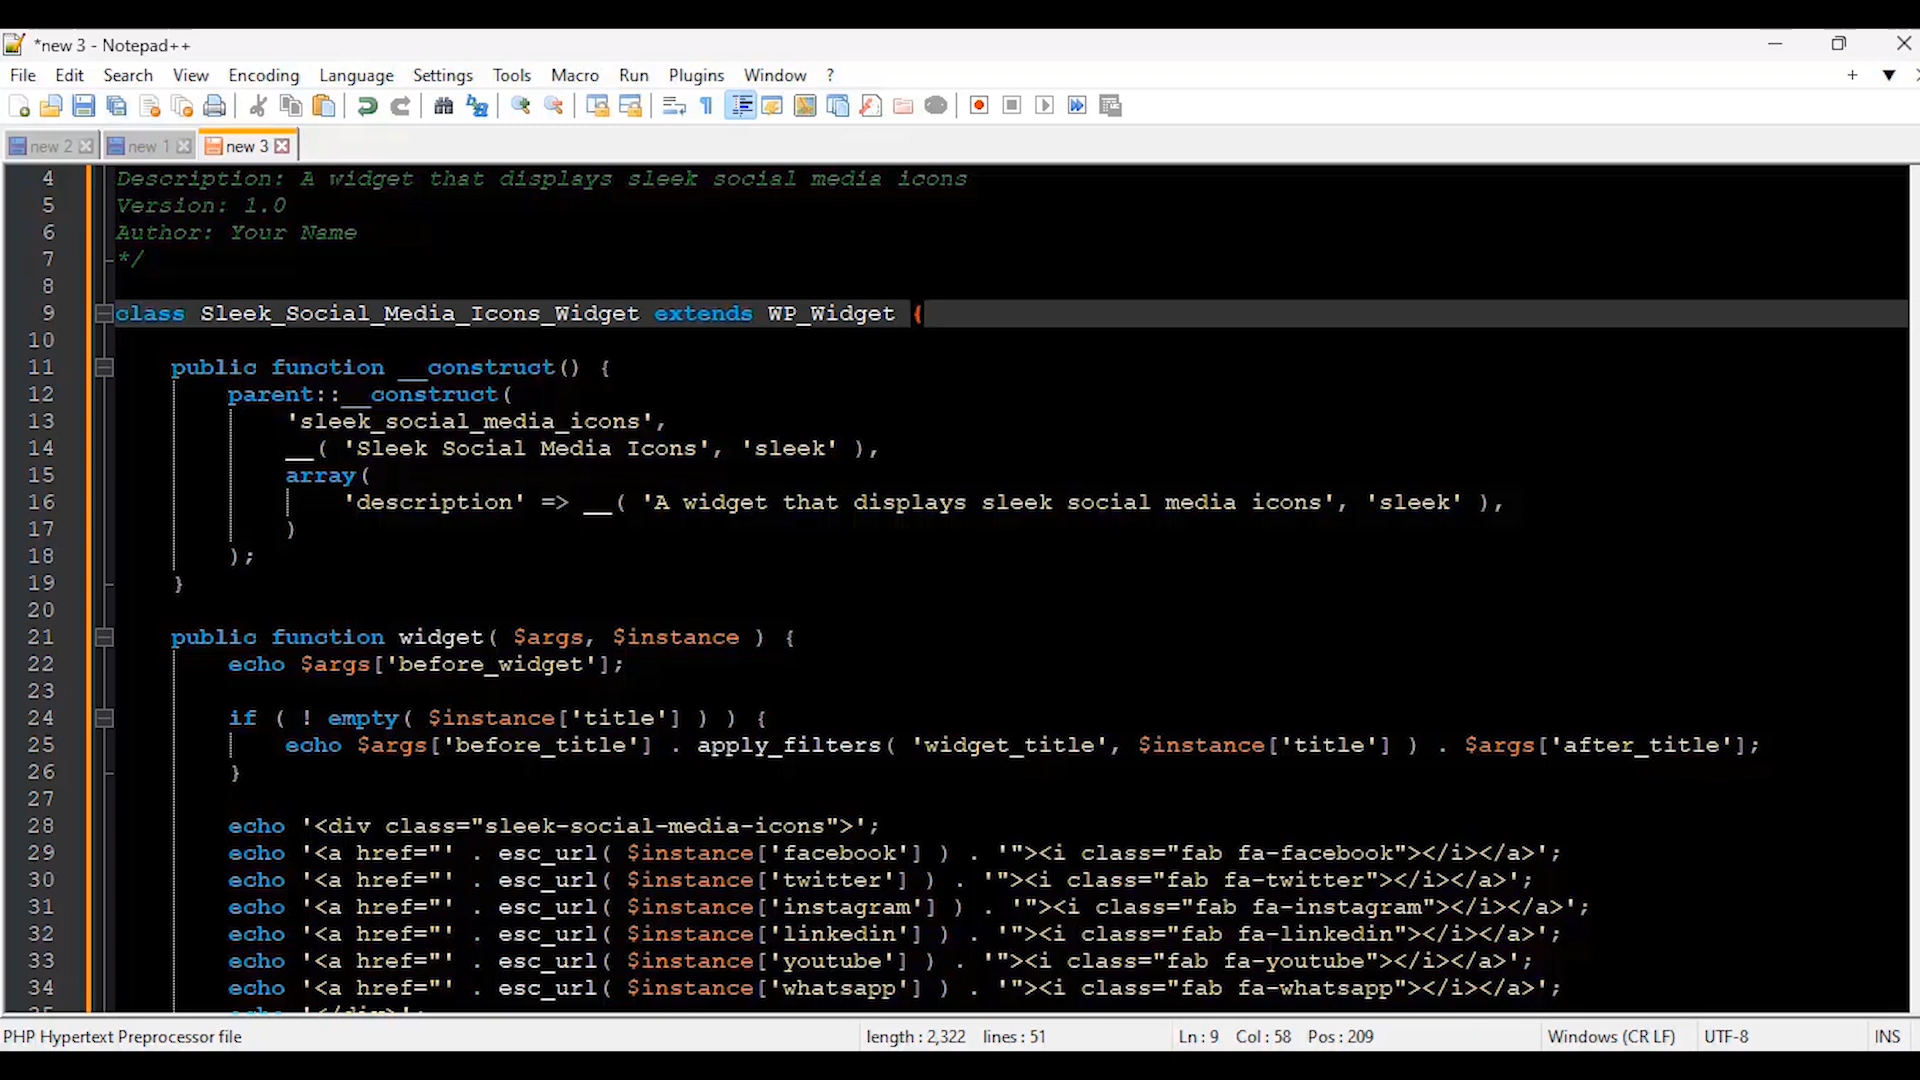 *new 3 - Notepad++
File Edit Search View Encoding Language Settings Tools Macro Run Plugins Window ?
new 2 new 1 new 3
4 Description: A widget that displays sleek social media icons
5 Version: 1.0
6 Author: Your Name
7 */
8
9 class Sleek_Social_Media_Icons_Widget extends WP_Widget {
10
11 public function __construct() {
12 parent::__construct(
13 'sleek_social_media_icons',
14 __( 'Sleek Social Media Icons', 'sleek' ),
15 array(
16 'description' => __( 'A widget that displays sleek social media icons', 'sleek' ),
17 )
18 );
19 }
20
21 public function widget( $args, $instance ) {
22 echo $args['before_widget'];
23
24 if ( ! empty( $instance['title'] ) ) {
25 echo $args['before_title'] . apply_filters( 'widget_title', $instance['title'] ) . $args['after_title'];
26 }
27
28 echo '<div class="sleek-social-media-icons">';
29 echo '<a href="' . esc_url( $instance['facebook'] ) . '"><i class="fab fa-facebook"></i></a>';
30 echo '<a href="' . esc_url( $instance['twitter'] ) . '"><i class="fab fa-twitter"></i></a>';
31 echo '<a href="' . esc_url( $instance['instagram'] ) . '"><i class="fab fa-instagram"></i></a>';
32 echo '<a href="' . esc_url( $instance['linkedin'] ) . '"><i class="fab fa-linkedin"></i></a>';
33 echo '<a href="' . esc_url( $instance['youtube'] ) . '"><i class="fab fa-youtube"></i></a>';
34 echo '<a href="' . esc_url( $instance['whatsapp'] ) . '"><i class="fab fa-whatsapp"></i></a>';
PHP Hypertext Preprocessor file length : 2,322 lines : 51 Ln : 9 Col : 58 Pos : 209 Windows (CR LF) UTF-8 INS